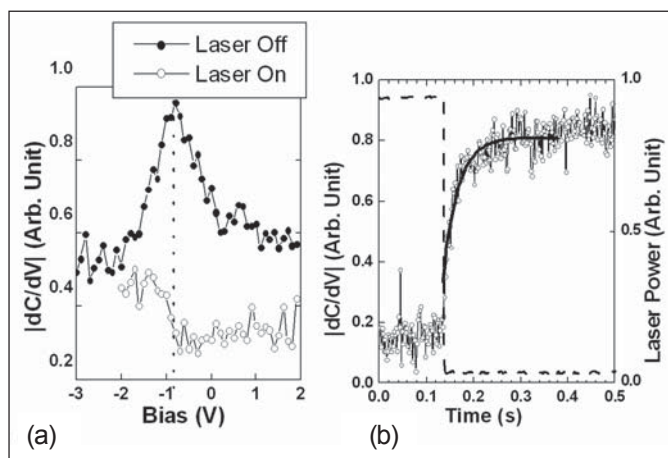 Laser Off
Laser On
1.0
0.8
0.6
0.4
0.2
|dC/dV| (Arb. Unit)
-3 -2 -1 0 1 2
Bias (V)
(a)
1.0
0.8
0.6
0.4
0.2
0.0
|dC/dV| (Arb. Unit)
0.0 0.1 0.2 0.3 0.4 0.5
Time (s)
1.0
0.5
0.0
Laser Power (Arb. Unit)
(b)